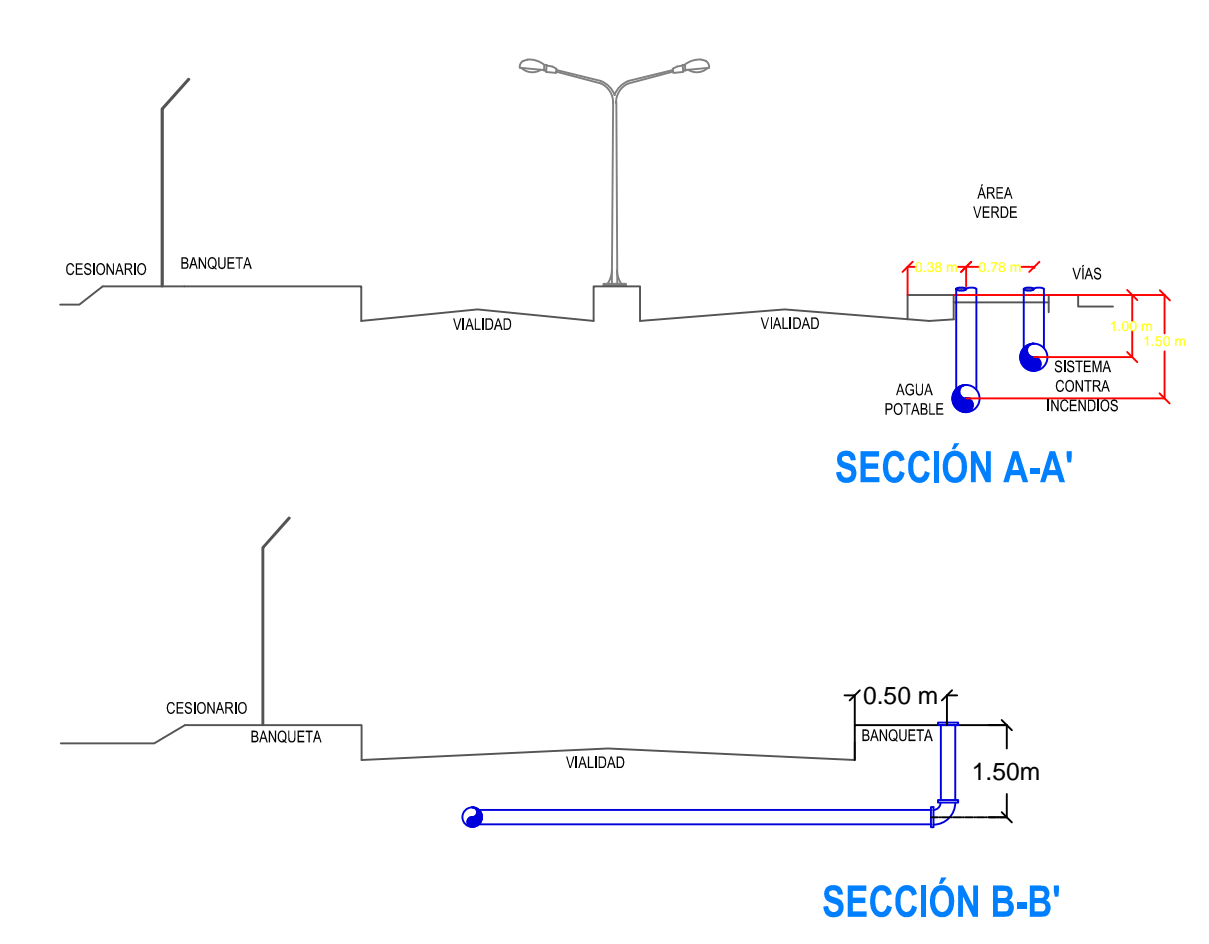 ÁREA
VERDE
CESIONARIO
BANQUETA
0.38 m
0.78 m
VÍAS
VIALIDAD
VIALIDAD
1.00 m
1.50 m
AGUA
POTABLE
SISTEMA
CONTRA
INCENDIOS
SECCIÓN A-A'
CESIONARIO
BANQUETA
0.50 m
BANQUETA
VIALIDAD
1.50m
SECCIÓN B-B'